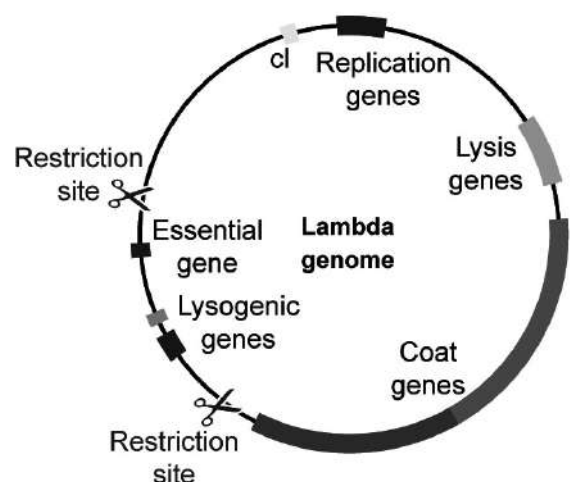 cI
Replication
genes
Lysis
genes
Restriction
site
Essential
gene
Lambda
genome
Lysogenic
genes
Coat
genes
Restriction
site